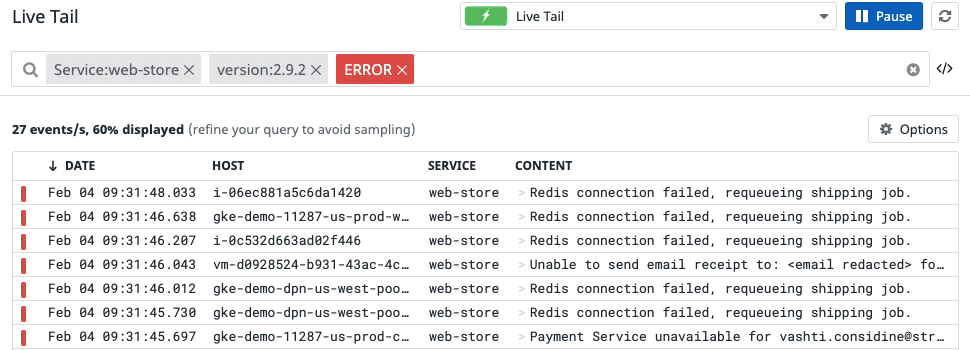 Live Tail
Live Tail
Pause
Service:web-store
version:2.9.2
ERROR
27 events/s, 60% displayed (refine your query to avoid sampling)
Options
DATE HOST SERVICE CONTENT
Feb 04 09:31:48.033 i-06ec881a5c6da1420 web-store > Redis connection failed, requeueing shipping job.
Feb 04 09:31:46.638 gke-demo-11287-us-prod-w… web-store > Redis connection failed, requeueing shipping job.
Feb 04 09:31:46.207 i-0c532d663ad02f446 web-store > Redis connection failed, requeueing shipping job.
Feb 04 09:31:46.043 vm-d0928524-b931-43ac-4c… web-store > Unable to send email receipt to: <email redacted> fo…
Feb 04 09:31:46.012 gke-demo-dpn-us-west-poo… web-store > Redis connection failed, requeueing shipping job.
Feb 04 09:31:45.730 gke-demo-dpn-us-west-poo… web-store > Redis connection failed, requeueing shipping job.
Feb 04 09:31:45.697 gke-demo-11287-us-prod-c… web-store > Payment Service unavailable for vashti.considine@str…